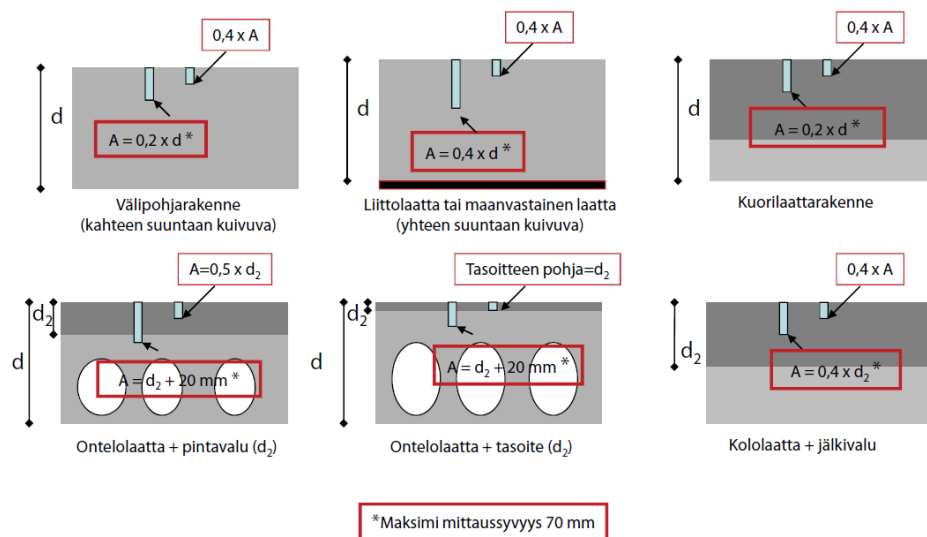 0,4 x A
0,4 x A
0,4 x A
d
A = 0,2 x d *
d
A = 0,4 x d *
d
A = 0,2 x d *
Välipohjarakenne
(kahteen suuntaan kuivuva)
Liittolaatta tai maanvastainen laatta
(yhteen suuntaan kuivuva)
Kuorilaattarakenne
A=0,5 x d₂
Tasoitteen pohja=d₂
0,4 x A
d₂
d
A = d₂ + 20 mm *
d₂
d
A = d₂ + 20 mm *
d₂
A = 0,4 x d₂ *
Ontelolaatta + pintavalu (d₂)
Ontelolaatta + tasoite (d₂)
Kololaatta + jälkivalu
*Maksimi mittaussyvyys 70 mm